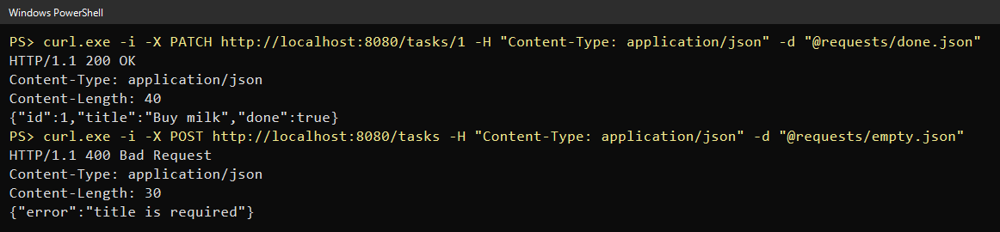 Windows PowerShell
PS> curl.exe -i -X PATCH http://localhost:8080/tasks/1 -H "Content-Type: application/json" -d "@requests/done.json"
HTTP/1.1 200 OK
Content-Type: application/json
Content-Length: 40
{"id":1,"title":"Buy milk","done":true}
PS> curl.exe -i -X POST http://localhost:8080/tasks -H "Content-Type: application/json" -d "@requests/empty.json"
HTTP/1.1 400 Bad Request
Content-Type: application/json
Content-Length: 30
{"error":"title is required"}